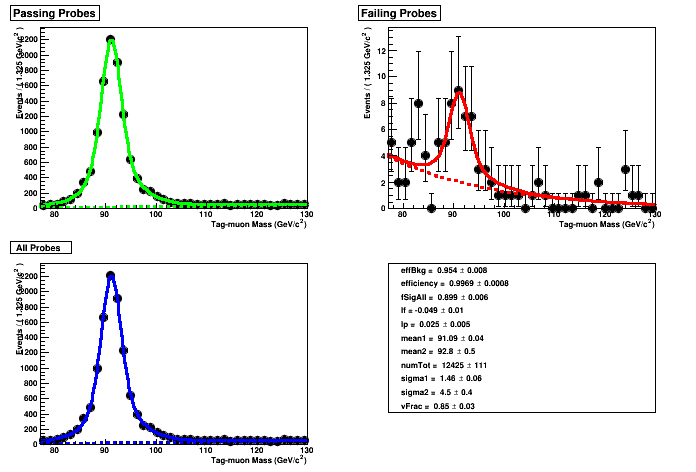 Passing Probes
Events / ( 1.325 GeV/c² )
2200
2000
1800
1600
1400
1200
1000
800
600
400
200
0
80 90 100 110 120 130
Tag-muon Mass (GeV/c²)
Failing Probes
Events / ( 1.325 GeV/c² )
12
10
8
6
4
2
0
80 90 100 110 120 130
Tag-muon Mass (GeV/c²)
All Probes
Events / ( 1.325 GeV/c² )
2200
2000
1800
1600
1400
1200
1000
800
600
400
200
0
80 90 100 110 120 130
Tag-muon Mass (GeV/c²)
effBkg = 0.954 ± 0.008
efficiency = 0.9969 ± 0.0008
fSigAll = 0.899 ± 0.006
lf = -0.049 ± 0.01
lp = 0.025 ± 0.005
mean1 = 91.09 ± 0.04
mean2 = 92.8 ± 0.5
numTot = 12425 ± 111
sigma1 = 1.46 ± 0.06
sigma2 = 4.5 ± 0.4
vFrac = 0.85 ± 0.03